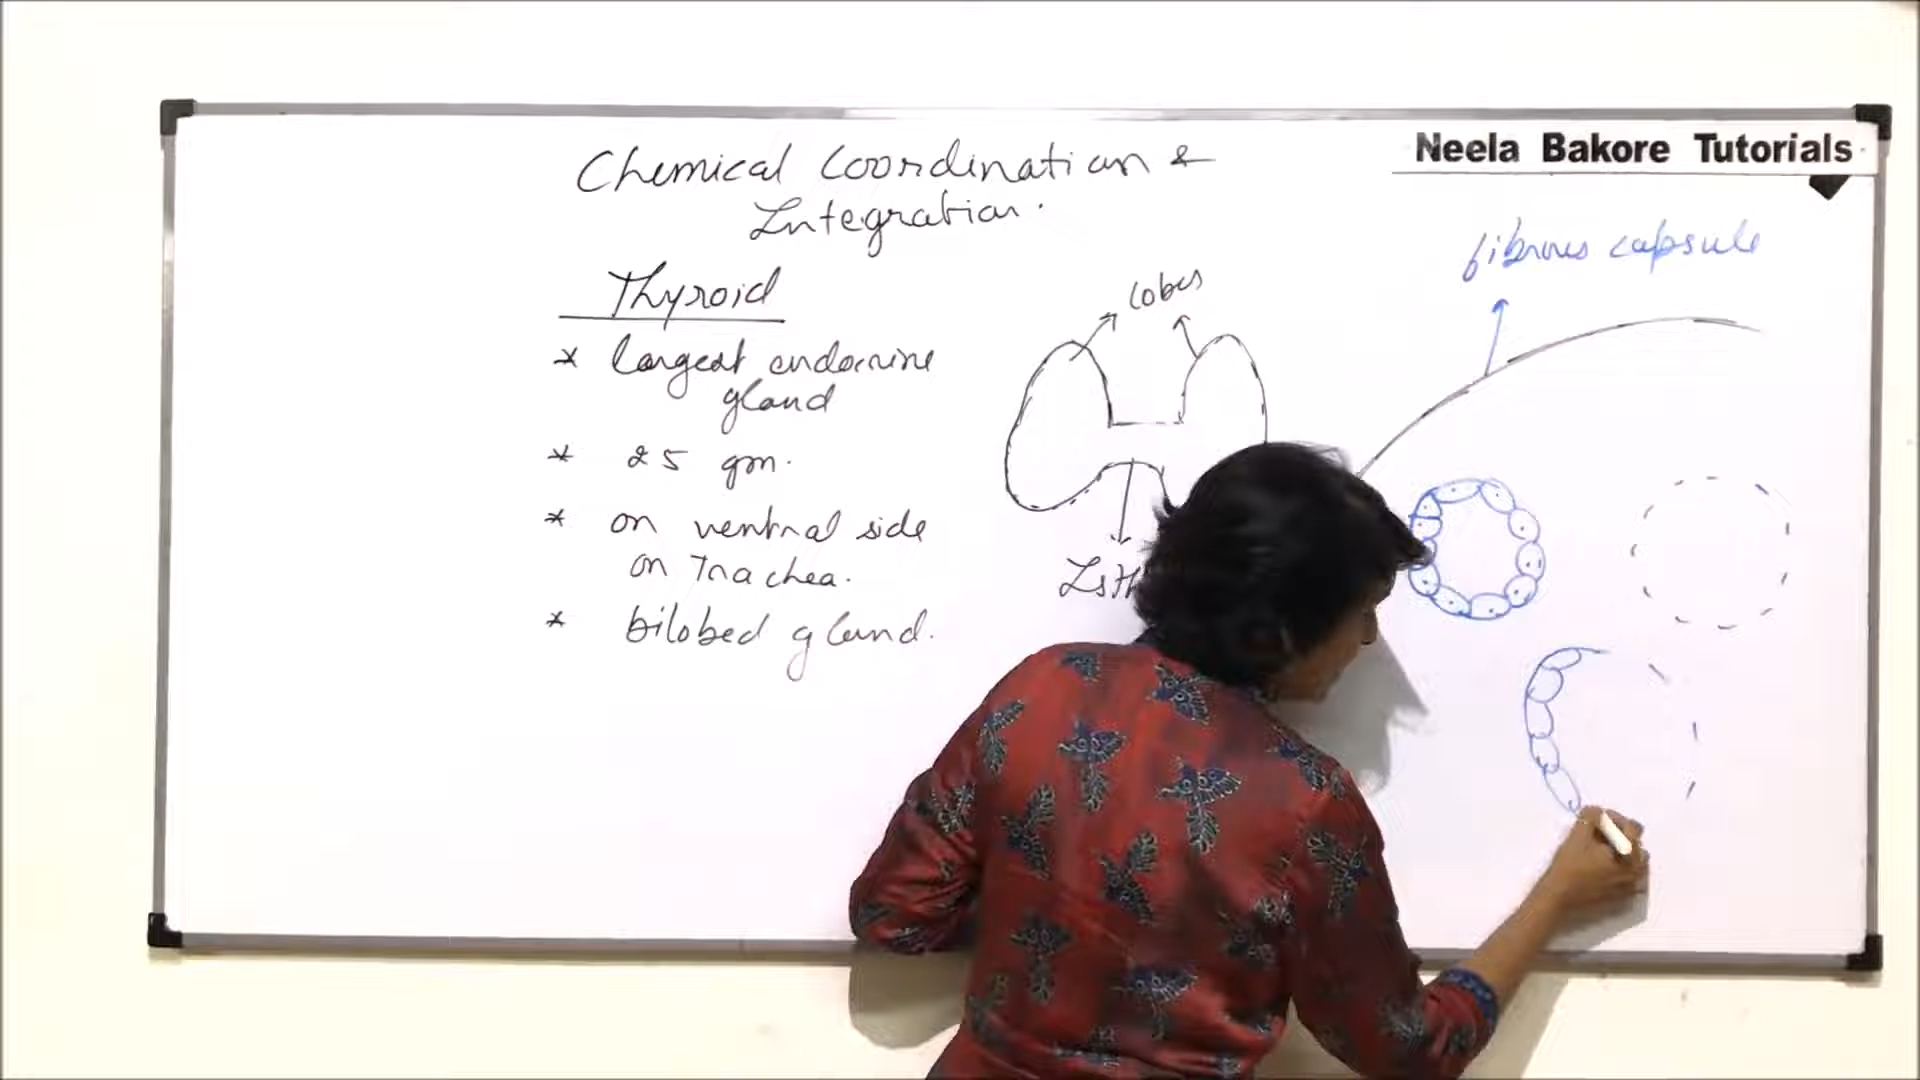 Neela Bakore Tutorials
Chemical Coordination &
Integration.
Thyroid
* largest endocrine
gland
* 25 gm.
* on ventral side
on Trachea.
* bilobed gland.
lobes
Isth
fibrous capsule